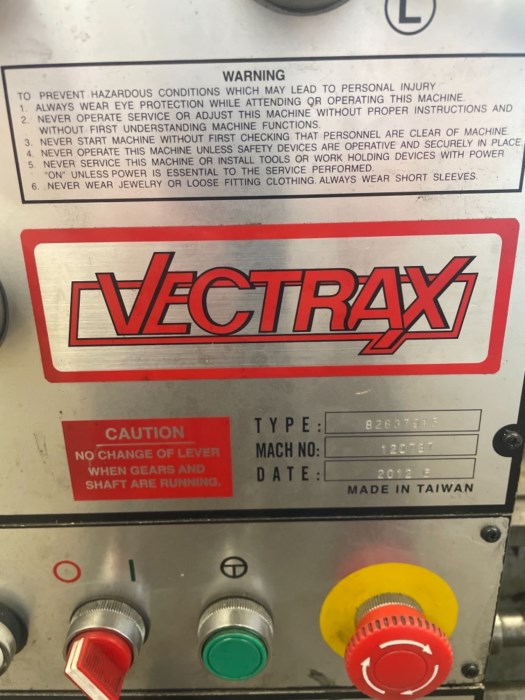 L
WARNING
TO PREVENT HAZARDOUS CONDITIONS WHICH MAY LEAD TO PERSONAL INJURY
1. ALWAYS WEAR EYE PROTECTION WHILE ATTENDING OR OPERATING THIS MACHINE.
2. NEVER OPERATE SERVICE OR ADJUST THIS MACHINE WITHOUT PROPER INSTRUCTIONS AND
WITHOUT FIRST UNDERSTANDING MACHINE FUNCTIONS.
3. NEVER START MACHINE WITHOUT FIRST CHECKING THAT PERSONNEL ARE CLEAR OF MACHINE
4. NEVER OPERATE THIS MACHINE UNLESS SAFETY DEVICES ARE OPERATIVE AND SECURELY IN PLACE
5. NEVER SERVICE THIS MACHINE OR INSTALL TOOLS OR WORK HOLDING DEVICES WITH POWER
"ON" UNLESS POWER IS ESSENTIAL TO THE SERVICE PERFORMED.
6. NEVER WEAR JEWELRY OR LOOSE FITTING CLOTHING. ALWAYS WEAR SHORT SLEEVES.
VECTRAX
CAUTION
NO CHANGE OF LEVER
WHEN GEARS AND
SHAFT ARE RUNNING.
TYPE:
MACH NO:
DATE: 2012
MADE IN TAIWAN